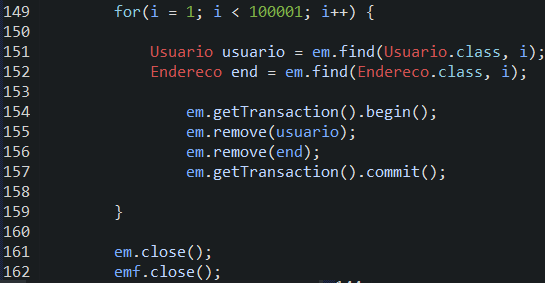 149 for(i = 1; i < 100001; i++) {
150
151 Usuario usuario = em.find(Usuario.class, i);
152 Endereco end = em.find(Endereco.class, i);
153
154 em.getTransaction().begin();
155 em.remove(usuario);
156 em.remove(end);
157 em.getTransaction().commit();
158
159 }
160
161 em.close();
162 emf.close();